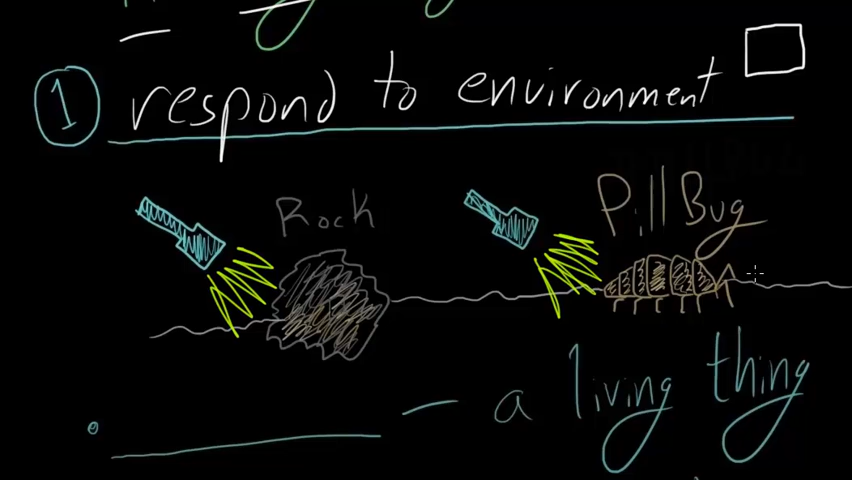 1 respond to environment
Rock
Pill Bug
- a living thing